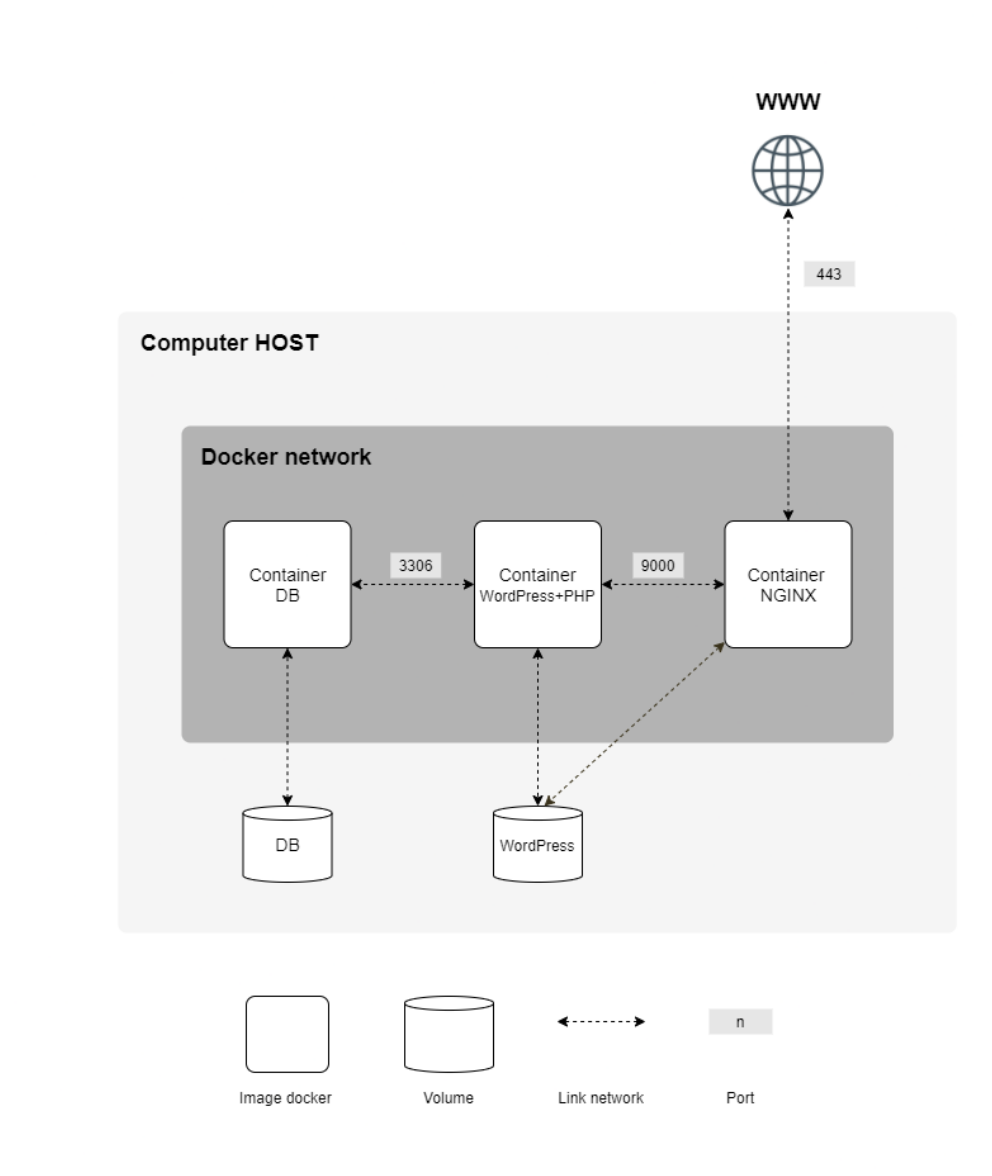 WWW
443
Computer HOST
Docker network
Container
DB
3306
Container
WordPress+PHP
9000
Container
NGINX
DB
WordPress
n
Image docker
Volume
Link network
Port